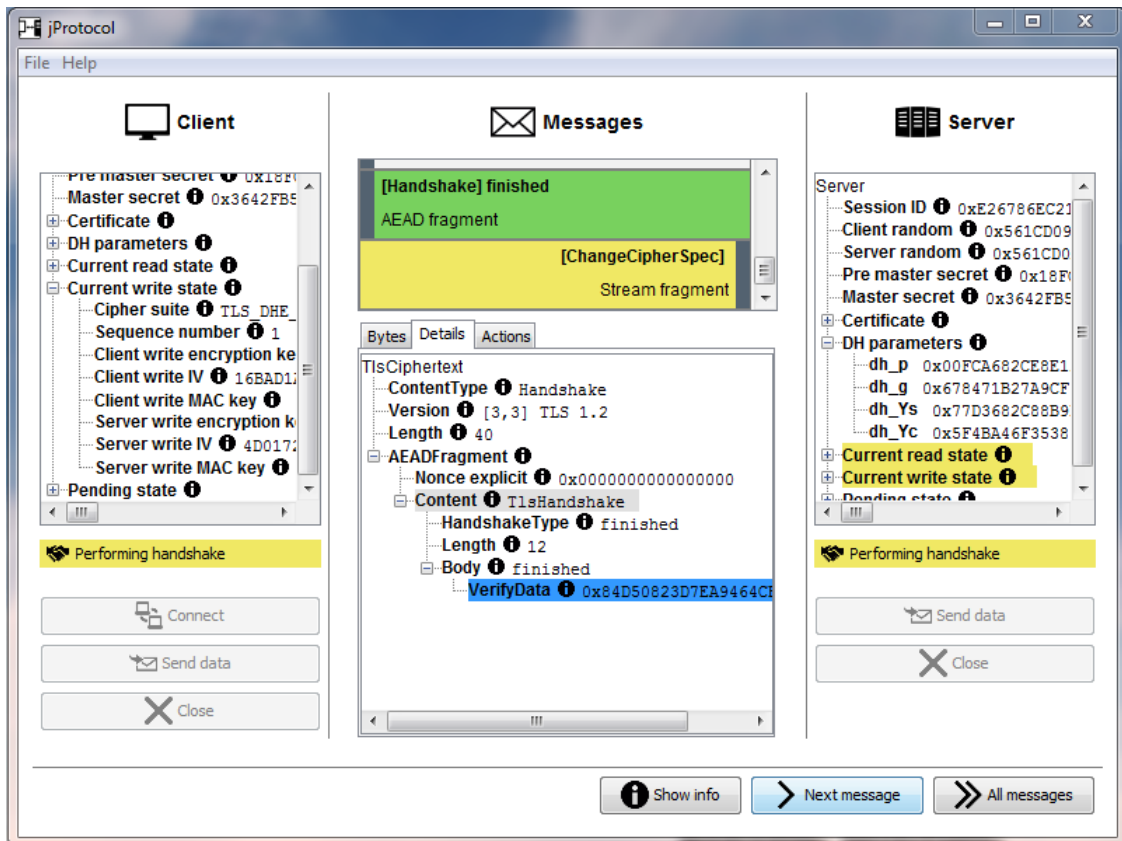 jProtocol
File Help
Client
Pre master secret 0x18F
Master secret 0x3642FB5
Certificate
DH parameters
Current read state
Current write state
Cipher suite TLS_DHE_
Sequence number 1
Client write encryption ke
Client write IV 16BAD1
Client write MAC key
Server write encryption k
Server write IV 4D0172
Server write MAC key
Pending state
Performing handshake
Connect
Send data
Close
Messages
[Handshake] finished
AEAD fragment
[ChangeCipherSpec]
Stream fragment
Bytes Details Actions
TlsCiphertext
ContentType Handshake
Version [3,3] TLS 1.2
Length 40
AEADFragment
Nonce explicit 0x0000000000000000
Content TlsHandshake
HandshakeType finished
Length 12
Body finished
VerifyData 0x84D50823D7EA9464C
Server
Server
Session ID 0xE26786EC21
Client random 0x561CD09
Server random 0x561CD0
Pre master secret 0x18F
Master secret 0x3642FB5
Certificate
DH parameters
dh_p 0x00FCA682CE8E1
dh_g 0x678471B27A9CF
dh_Ys 0x77D3682C88B9
dh_Yc 0x5F4BA46F3538
Current read state
Current write state
Pending state
Performing handshake
Send data
Close
Show info
Next message
All messages